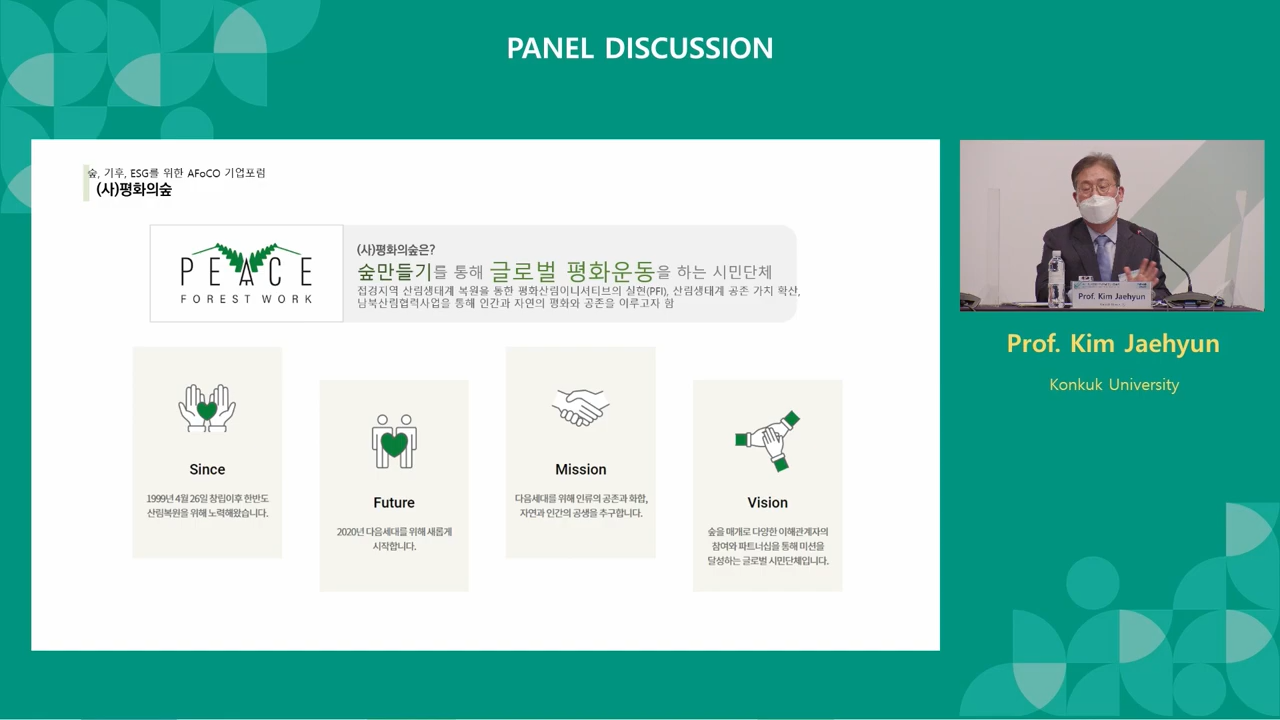 PANEL DISCUSSION
숲, 기후, ESG를 위한 AFoCO 기업포럼
(사)평화의숲
PEACE
FOREST WORK
(사)평화의숲은?
숲만들기를 통해 글로벌 평화운동을 하는 시민단체
접경지역 산림생태계 복원을 통한 평화산림이니셔티브의 실현(PFI), 산림생태계 공존 가치 확산,
남북산림협력사업을 통해 인간과 자연의 평화와 공존을 이루고자 함
Since
1999년 4월 26일 창립이후 한반도
산림복원을 위해 노력해왔습니다.
Future
2020년 다음세대를 위해 새롭게
시작합니다.
Mission
다음세대를 위해 인류의 공존과 화합,
자연과 인간의 공생을 추구합니다.
Vision
숲을 매개로 다양한 이해관계자의
참여와 파트너십을 통해 미션을
달성하는 글로벌 시민단체입니다.
Prof. Kim Jaehyun
Prof. Kim Jaehyun
Konkuk University